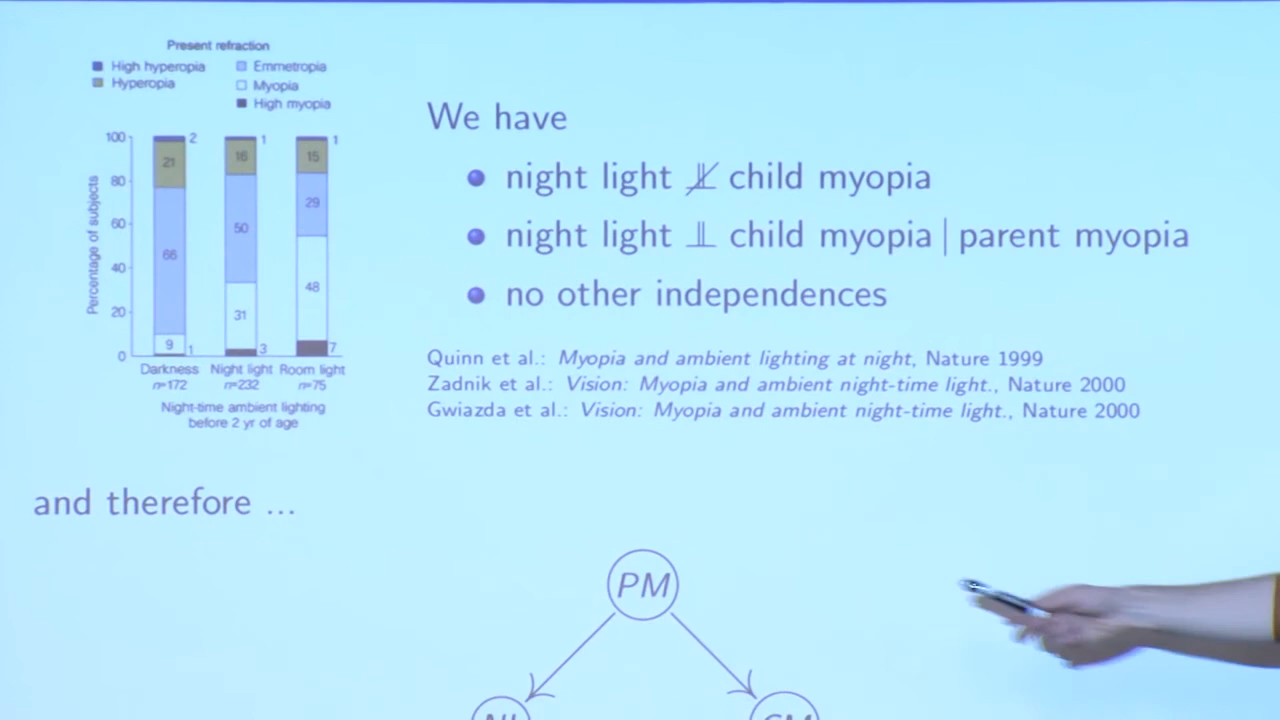 Present refraction
High hyperopia
Emmetropia
Hyperopia
Myopia
High myopia
Percentage of subjects
100
80
60
40
20
0
2
21
66
9
1
1
16
50
31
3
1
15
29
48
7
Darkness
n=172
Night light
n=232
Room light
n=75
Night-time ambient lighting
before 2 yr of age
We have
night light ⊥̸⊥ child myopia
night light ⫫ child myopia | parent myopia
no other independences
Quinn et al.: Myopia and ambient lighting at night, Nature 1999
Zadnik et al.: Vision: Myopia and ambient night-time light., Nature 2000
Gwiazda et al.: Vision: Myopia and ambient night-time light., Nature 2000
and therefore ...
PM